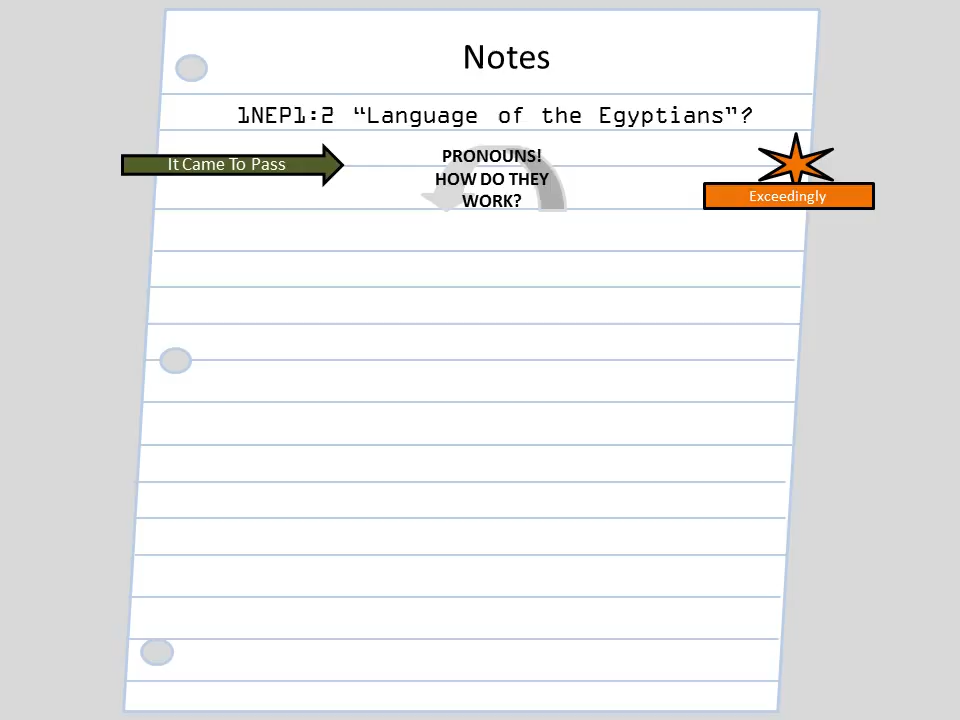 Notes
1NEP1:2 “Language of the Egyptians”?
It Came To Pass
PRONOUNS!
HOW DO THEY
WORK?
Exceedingly